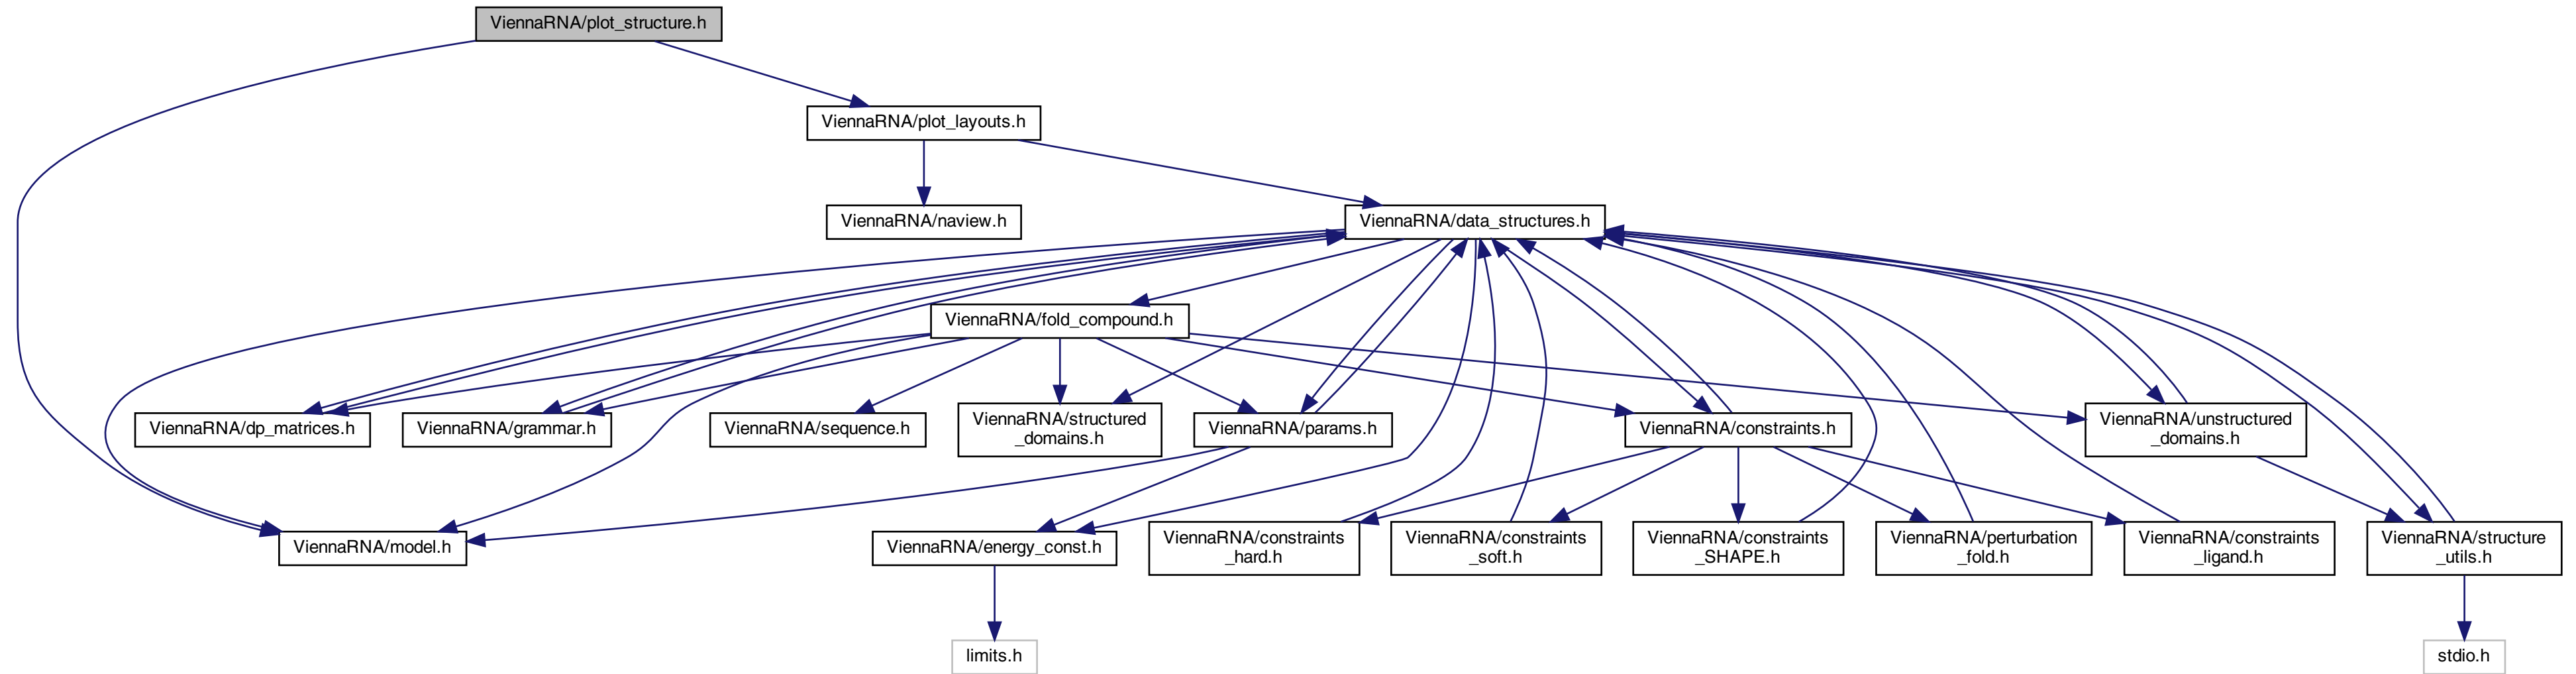 ViennaRNA/plot_structure.h
ViennaRNA/plot_layouts.h
ViennaRNA/naview.h
ViennaRNA/data_structures.h
ViennaRNA/fold_compound.h
ViennaRNA/dp_matrices.h
ViennaRNA/grammar.h
ViennaRNA/sequence.h
ViennaRNA/structured
_domains.h
ViennaRNA/params.h
ViennaRNA/constraints.h
ViennaRNA/unstructured
_domains.h
ViennaRNA/model.h
ViennaRNA/energy_const.h
ViennaRNA/constraints
_hard.h
ViennaRNA/constraints
_soft.h
ViennaRNA/constraints
_SHAPE.h
ViennaRNA/perturbation
_fold.h
ViennaRNA/constraints
_ligand.h
ViennaRNA/structure
_utils.h
limits.h
stdio.h